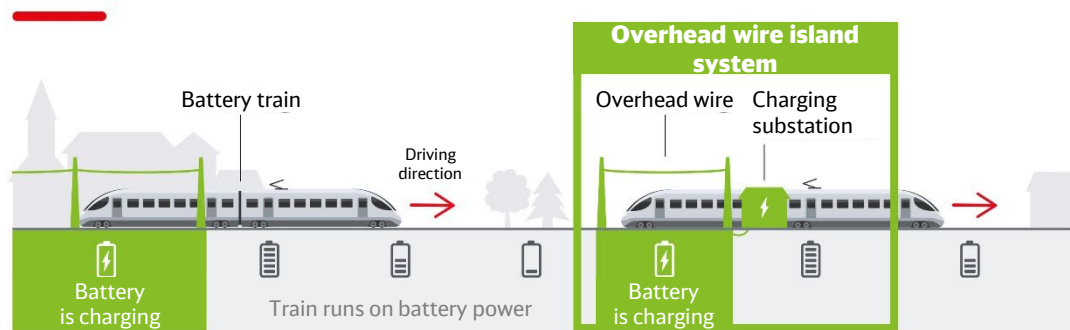 Overhead wire island
system
Battery train
Overhead wire
Charging
substation
Driving
direction
Battery
is charging
Train runs on battery power
Battery
is charging